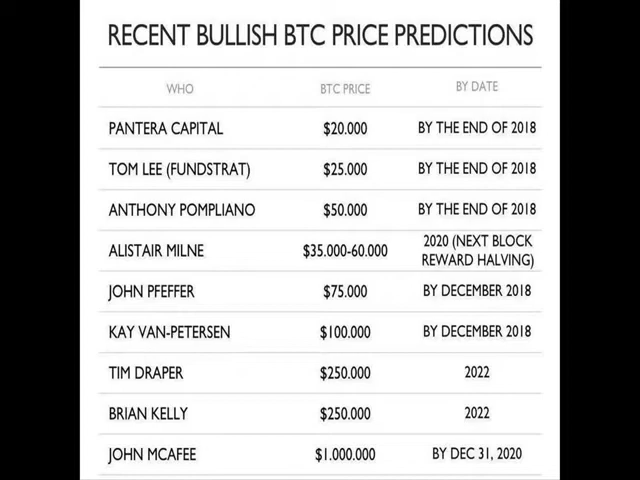 RECENT BULLISH BTC PRICE PREDICTIONS
WHO BTC PRICE BY DATE
PANTERA CAPITAL $20.000 BY THE END OF 2018
TOM LEE (FUNDSTRAT) $25.000 BY THE END OF 2018
ANTHONY POMPLIANO $50.000 BY THE END OF 2018
ALISTAIR MILNE $35.000-60.000 2020 (NEXT BLOCK
REWARD HALVING)
JOHN PFEFFER $75.000 BY DECEMBER 2018
KAY VAN-PETERSEN $100.000 BY DECEMBER 2018
TIM DRAPER $250.000 2022
BRIAN KELLY $250.000 2022
JOHN MCAFEE $1.000.000 BY DEC 31, 2020